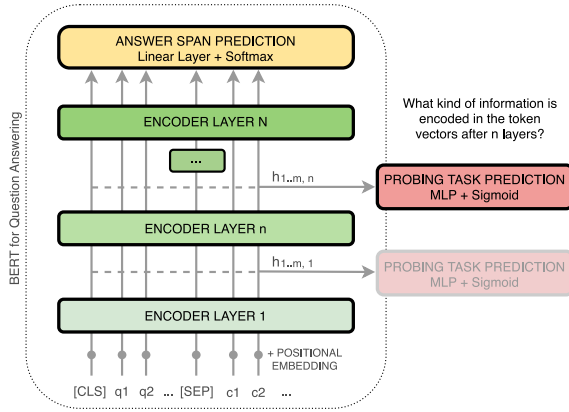 ANSWER SPAN PREDICTION
Linear Layer + Softmax
BERT for Question Answering
ENCODER LAYER N
What kind of information is
encoded in the token
vectors after n layers?
...
h1..m, n
PROBING TASK PREDICTION
MLP + Sigmoid
ENCODER LAYER n
h1..m, 1
PROBING TASK PREDICTION
MLP + Sigmoid
ENCODER LAYER 1
+ POSITIONAL
EMBEDDING
[CLS] q1 q2 ... [SEP] c1 c2 ...